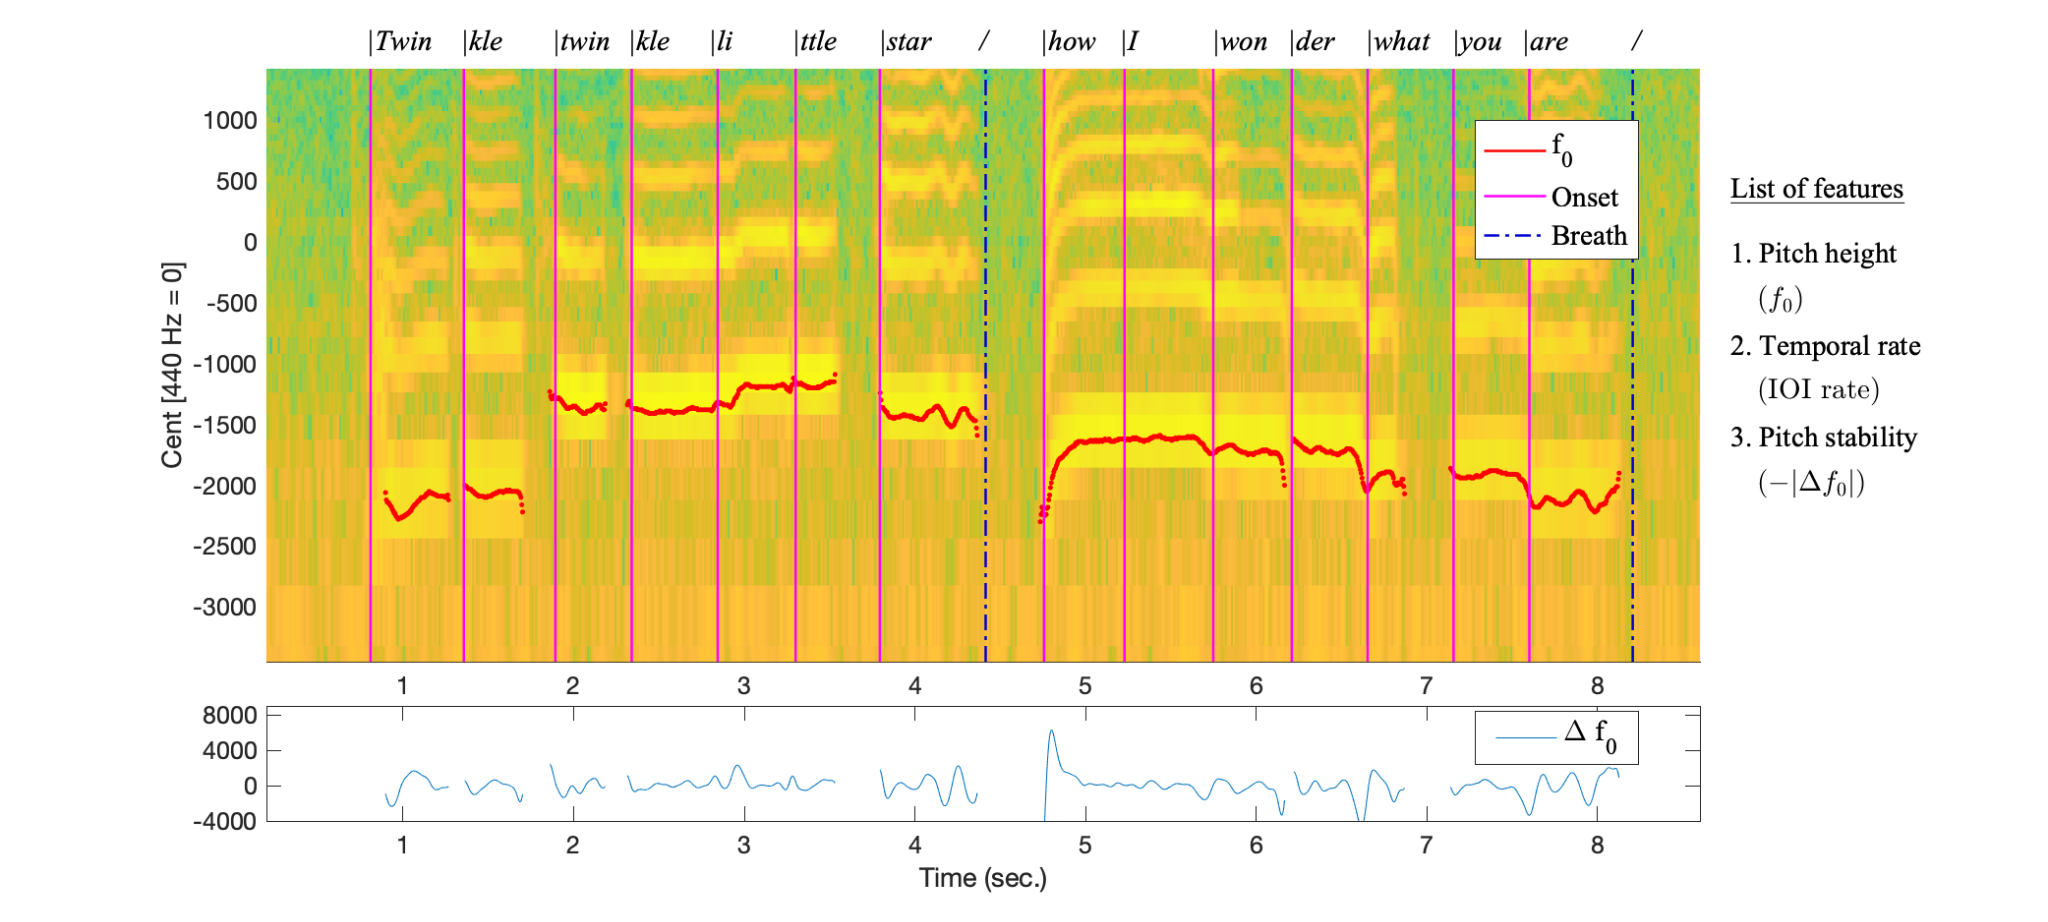 |Twin |kle |twin |kle |li |ttle |star / |how |I |won |der |what |you |are /
Cent [440 Hz = 0]
1000
500
0
-500
-1000
-1500
-2000
-2500
-3000
f0
Onset
Breath
1 2 3 4 5 6 7 8
List of features
1. Pitch height
(f0)
2. Temporal rate
(IOI rate)
3. Pitch stability
(−|Δf0|)
8000
4000
0
-4000
Δ f0
1 2 3 4 5 6 7 8
Time (sec.)